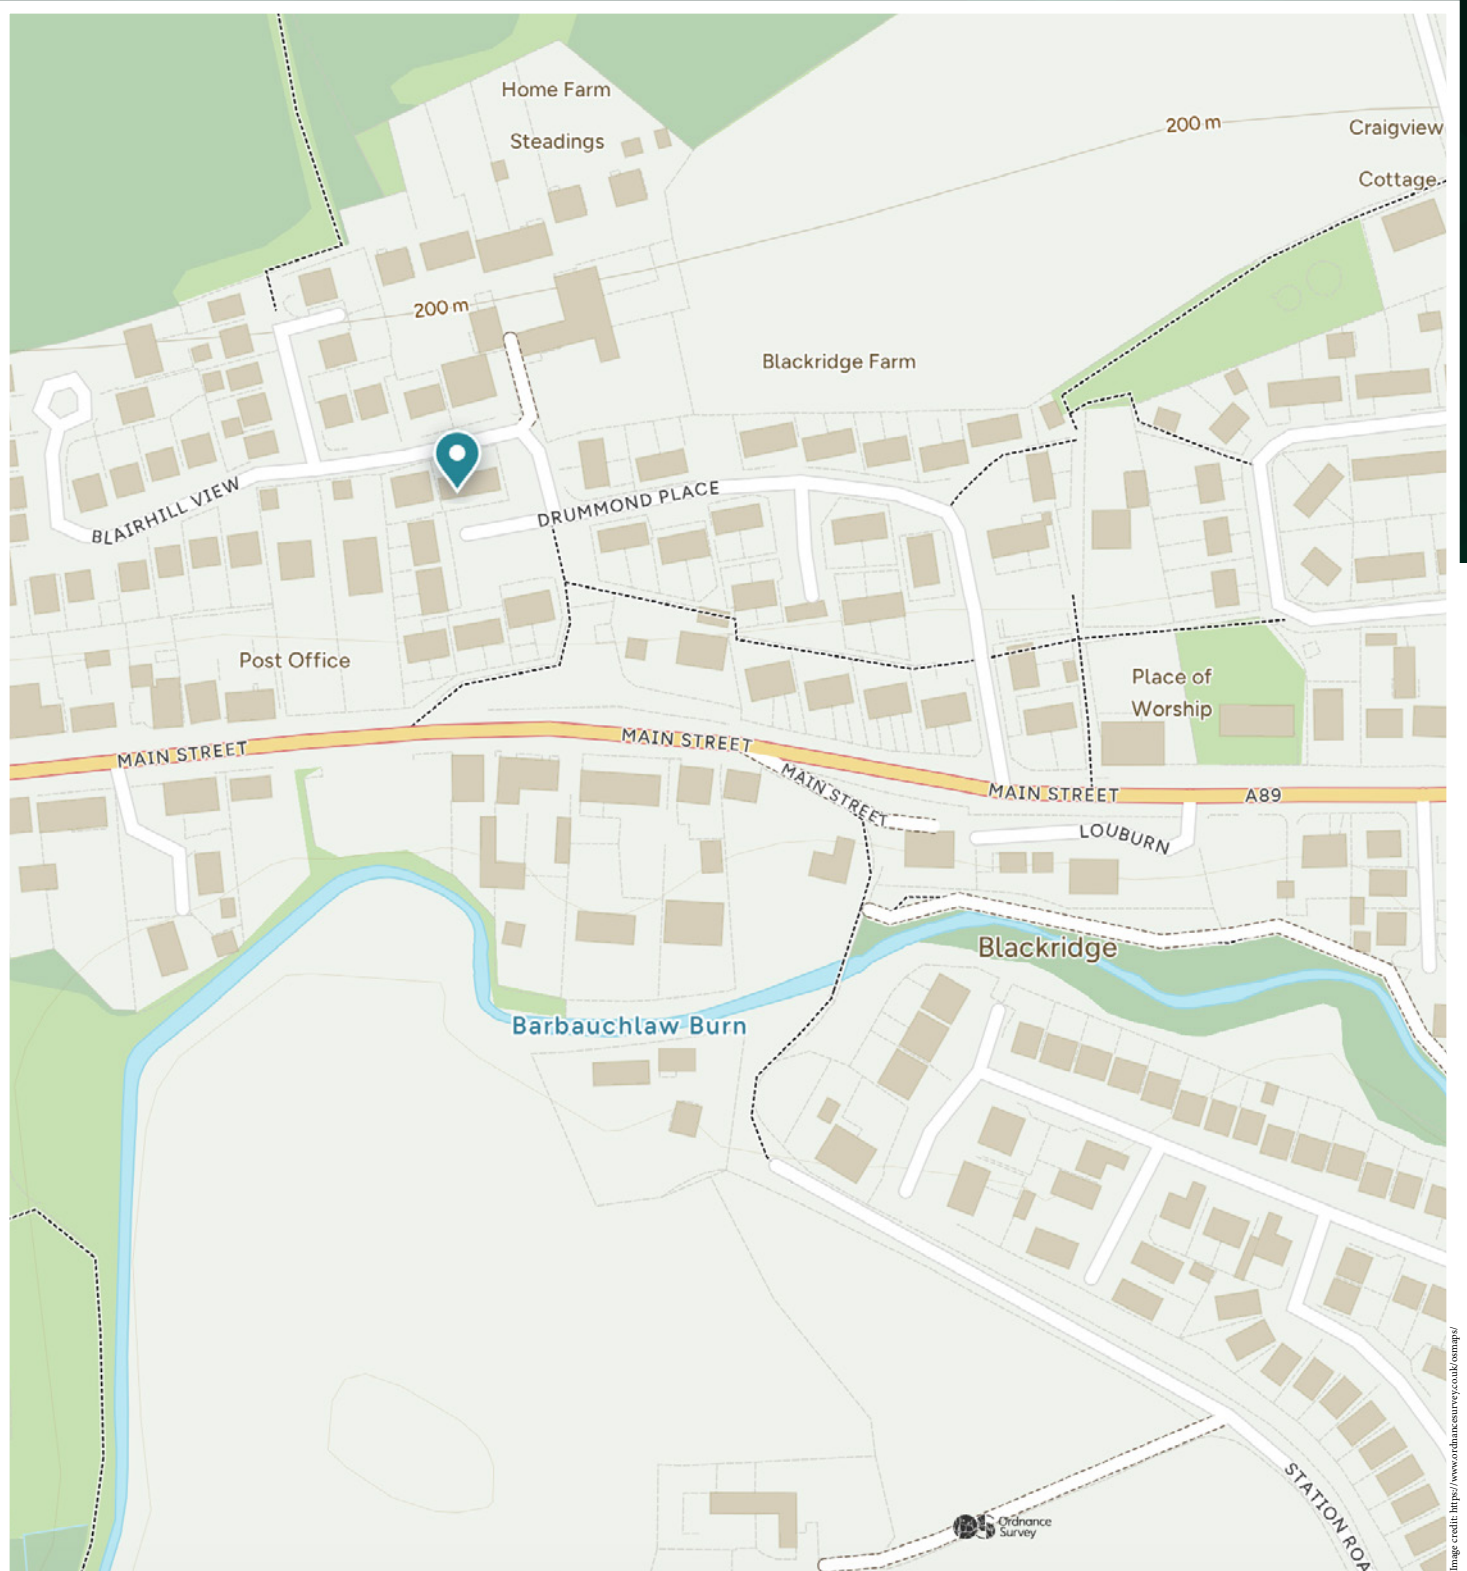 Home Farm
Steadings
200 m
Craigview
Cottage
200 m
Blackridge Farm
BLAIRHILL VIEW
DRUMMOND PLACE
Post Office
Place of
Worship
MAIN STREET
MAIN STREET
MAIN STREET
MAIN STREET
A89
LOUBURN
Blackridge
Barbauchlaw Burn
STATION ROA
OS Ordnance
Survey
Image credit: https://www.ordnancesurvey.co.uk/osmaps/